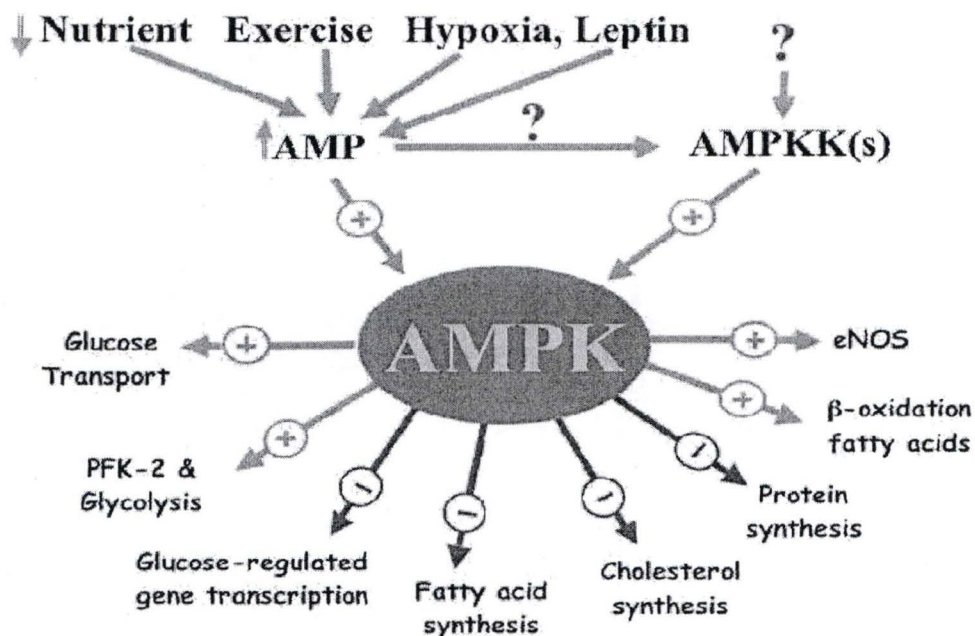 ↓ Nutrient Exercise Hypoxia, Leptin
?
↑ AMP
?
AMPKK(s)
+
+
AMPK
Glucose
Transport
+
+
eNOS
PFK-2 &
Glycolysis
+
+
β-oxidation
fatty acids
Glucose-regulated
gene transcription
−
Fatty acid
synthesis
−
Cholesterol
synthesis
−
Protein
synthesis
−